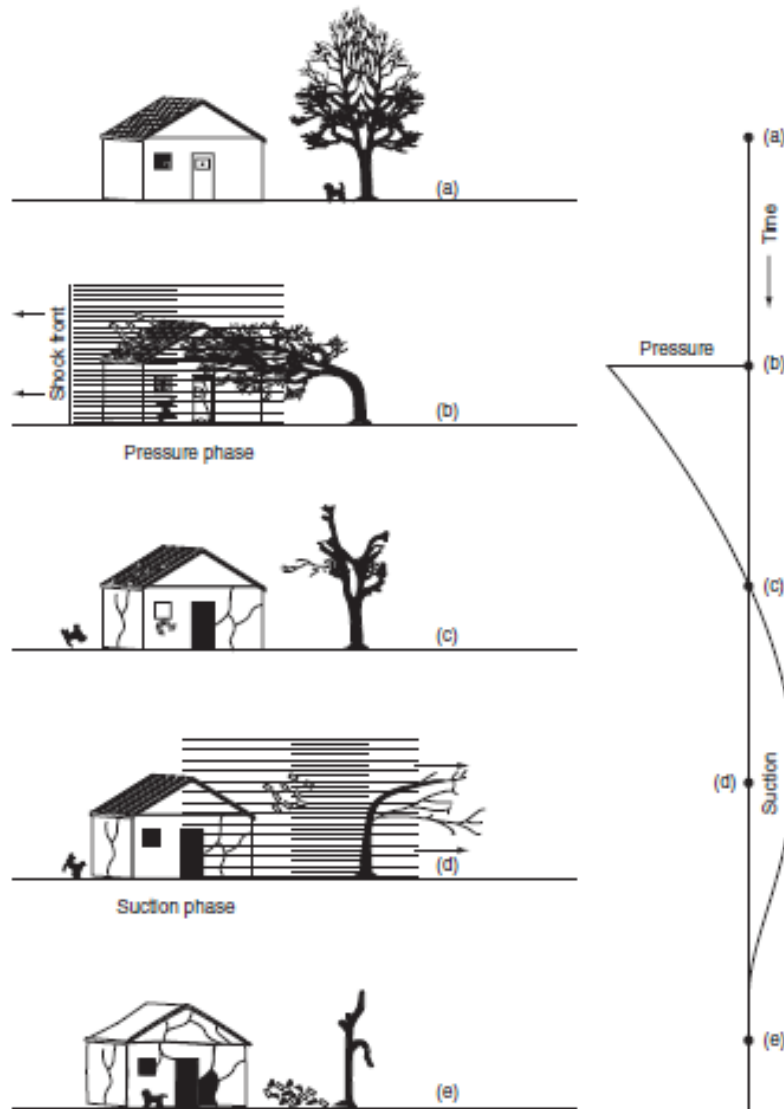 (a)
(a)
Time
Shock front
Pressure
(b)
(b)
Pressure phase
(c)
(c)
(d)
Suction
(d)
Suction phase
(e)
(e)